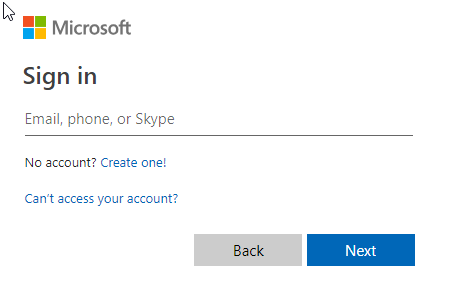 Microsoft
Sign in
Email, phone, or Skype
No account? Create one!
Can't access your account?
Back Next